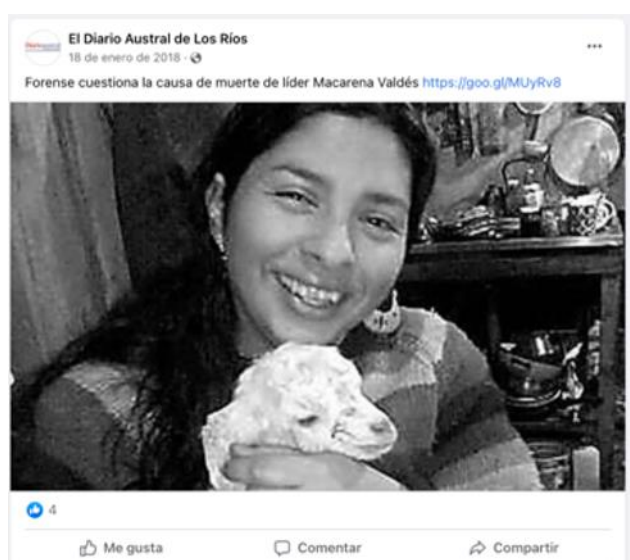 El Diario Austral de Los Ríos
18 de enero de 2018 ·
Forense cuestiona la causa de muerte de líder Macarena Valdés https://goo.gl/MUyRv8
4
Me gusta
Comentar
Compartir